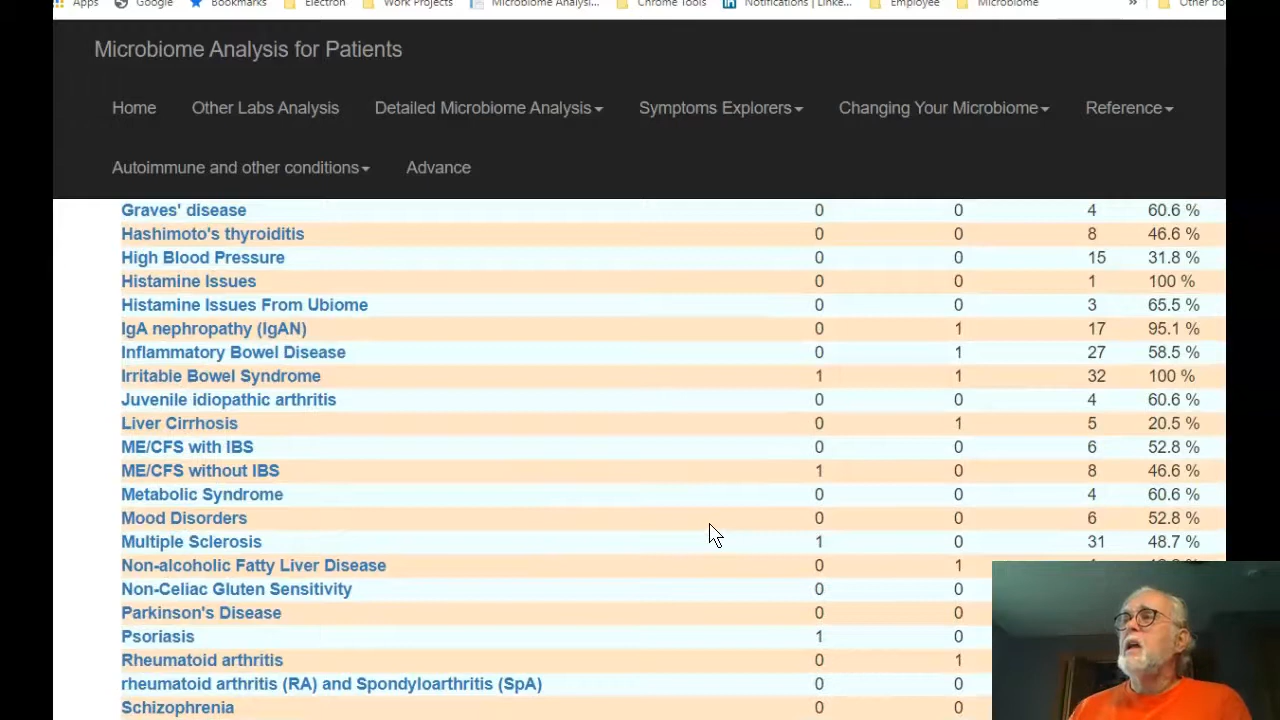 Apps Google Bookmarks Electron Work Projects Microbiome Analysi... Chrome Tools Notifications | Linke... Employee Microbiome » Other bo
Microbiome Analysis for Patients
Home Other Labs Analysis Detailed Microbiome Analysis Symptoms Explorers Changing Your Microbiome Reference
Autoimmune and other conditions Advance
Graves' disease 0 0 4 60.6 %
Hashimoto's thyroiditis 0 0 8 46.6 %
High Blood Pressure 0 0 15 31.8 %
Histamine Issues 0 0 1 100 %
Histamine Issues From Ubiome 0 0 3 65.5 %
IgA nephropathy (IgAN) 0 1 17 95.1 %
Inflammatory Bowel Disease 0 1 27 58.5 %
Irritable Bowel Syndrome 1 1 32 100 %
Juvenile idiopathic arthritis 0 0 4 60.6 %
Liver Cirrhosis 0 1 5 20.5 %
ME/CFS with IBS 0 0 6 52.8 %
ME/CFS without IBS 1 0 8 46.6 %
Metabolic Syndrome 0 0 4 60.6 %
Mood Disorders 0 0 6 52.8 %
Multiple Sclerosis 1 0 31 48.7 %
Non-alcoholic Fatty Liver Disease 0 1
Non-Celiac Gluten Sensitivity 0 0
Parkinson's Disease 0 0
Psoriasis 1 0
Rheumatoid arthritis 0 1
rheumatoid arthritis (RA) and Spondyloarthritis (SpA) 0 0
Schizophrenia 0 0